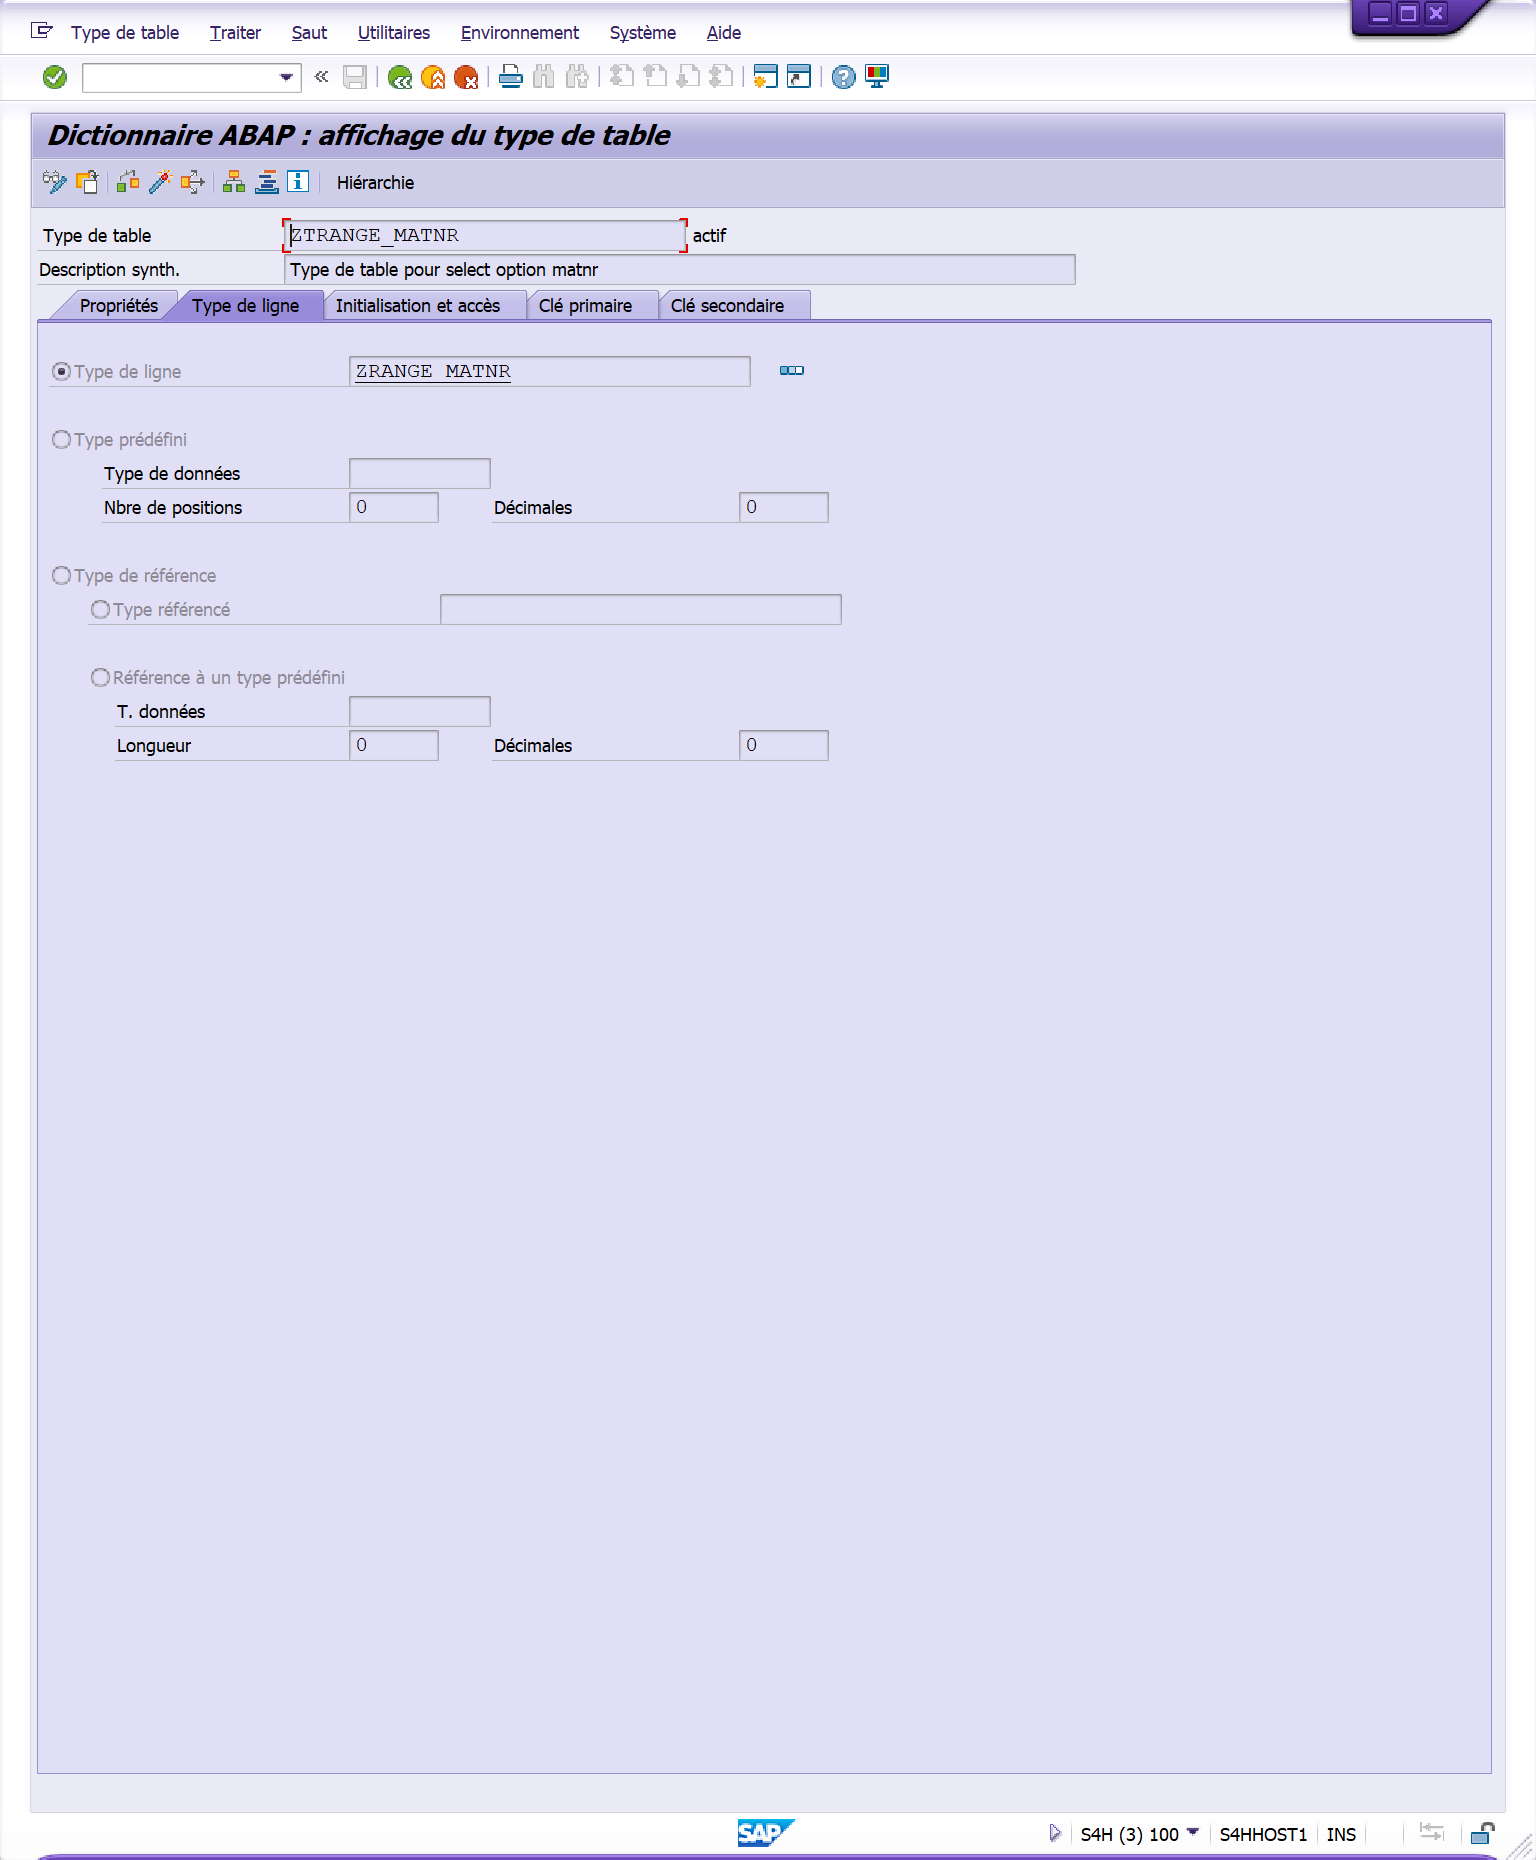 Type de table Traiter Saut Utilitaires Environnement Système Aide
Dictionnaire ABAP : affichage du type de table
Hiérarchie
Type de table ZTRANGE_MATNR actif
Description synth. Type de table pour select option matnr
Propriétés Type de ligne Initialisation et accès Clé primaire Clé secondaire
Type de ligne ZRANGE_MATNR
Type prédéfini
Type de données
Nbre de positions 0 Décimales 0
Type de référence
Type référencé
Référence à un type prédéfini
T. données
Longueur 0 Décimales 0
SAP S4H (3) 100 S4HHOST1 INS